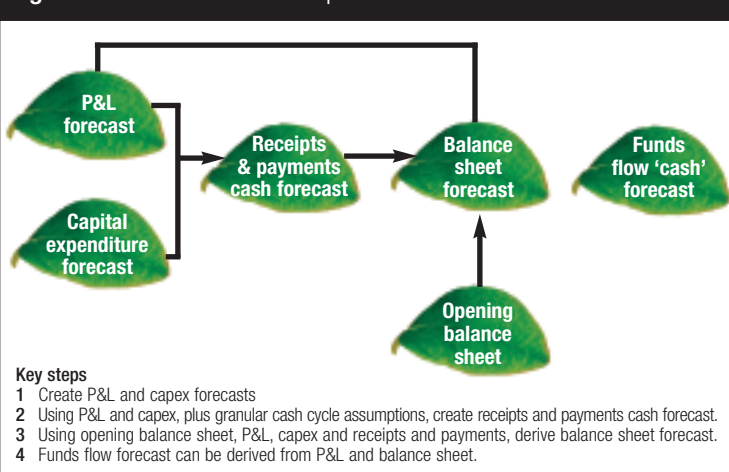 P&L
forecast
Receipts
& payments
cash forecast
Balance
sheet
forecast
Funds
flow ‘cash’
forecast
Capital
expenditure
forecast
Opening
balance
sheet
Key steps
1 Create P&L and capex forecasts
2 Using P&L and capex, plus granular cash cycle assumptions, create receipts and payments cash forecast.
3 Using opening balance sheet, P&L, capex and receipts and payments, derive balance sheet forecast.
4 Funds flow forecast can be derived from P&L and balance sheet.